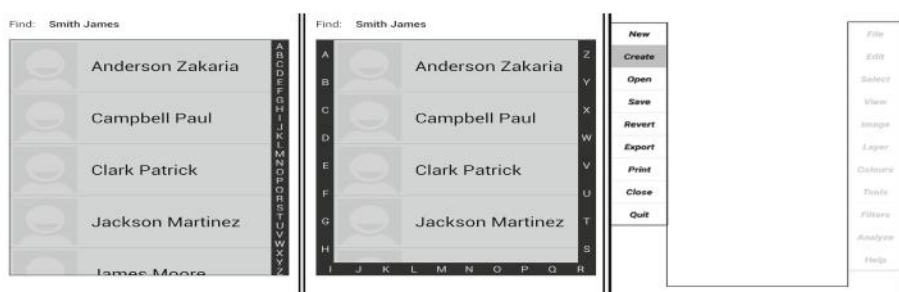 Find: Smith James
Anderson Zakaria
Campbell Paul
Clark Patrick
Jackson Martinez
James Moore
A
B
C
D
E
F
G
H
I
J
K
L
M
N
O
P
Q
R
S
T
U
V
W
X
Y
Z
Find: Smith James
A
B
C
D
E
F
G
H
I J K L M N O P Q R
Anderson Zakaria
Campbell Paul
Clark Patrick
Jackson Martinez
Z
Y
X
W
V
U
T
S
New
Create
Open
Save
Revert
Export
Print
Close
Quit
File
Edit
Select
View
Image
Layer
Colours
Tools
Filters
Analyze
Help